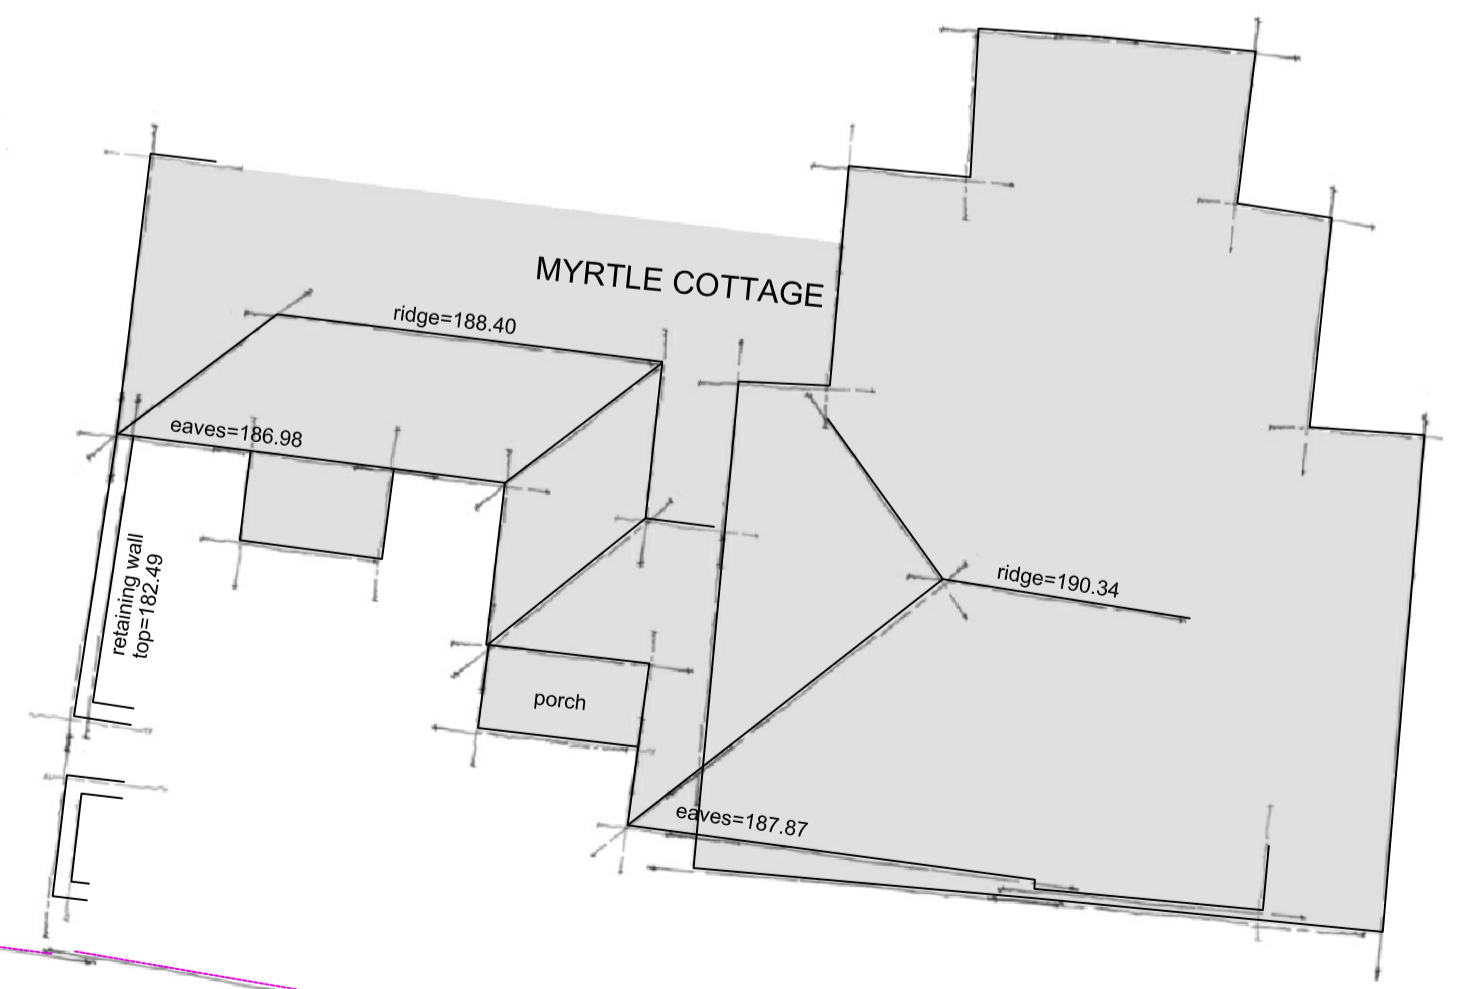 MYRTLE COTTAGE
ridge=188.40
eaves=186.98
retaining wall
top=182.49
ridge=190.34
porch
eaves=187.87